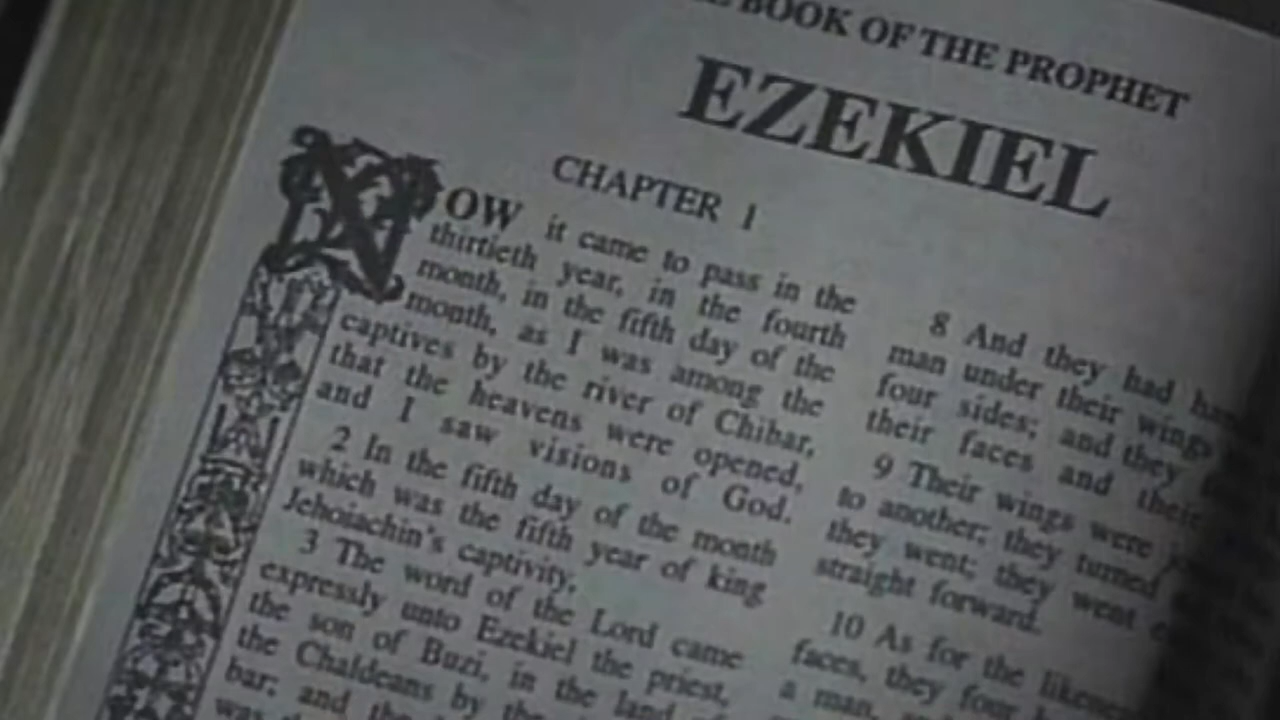 BOOK OF THE PROPHET
EZEKIEL
CHAPTER 1
NOW it came to pass in the
thirtieth year, in the fourth
month, in the fifth day of the
month, as I was among the
captives by the river of Chibar,
that the heavens were opened,
and I saw visions of God.
2 In the fifth day of the month
which was the fifth year of king
Jehoiachin's captivity,
3 The word of the Lord came
expressly unto Ezekiel the priest,
the son of Buzi, in the land of
the Chaldeans by the
bar; and the
was
8 And they had
man under their wings
four sides; and they
their faces and their
9 Their wings were
to another; they turned
they went; they went
straight forward.
10 As for the
faces, they four
a man,